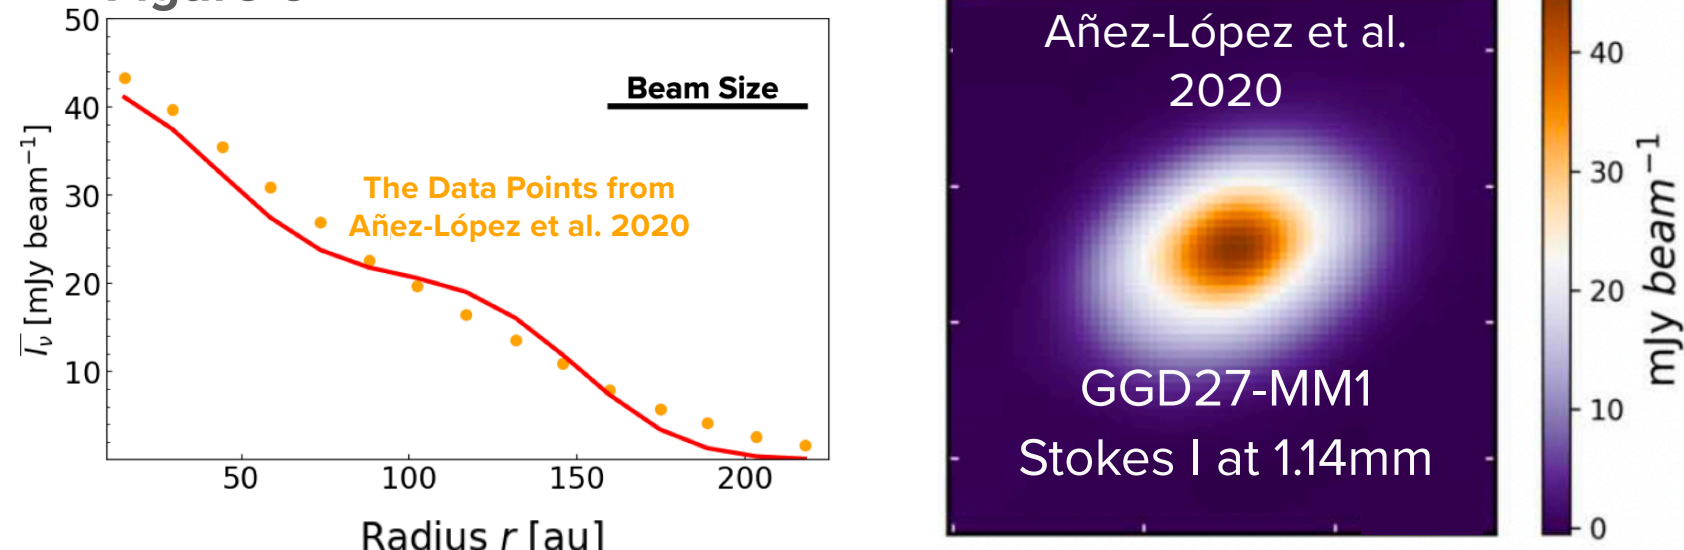 50
40
30
20
10
Beam Size
The Data Points from
Añez-López et al. 2020
I̅ν [mJy beam⁻¹]
50 100 150 200
Radius r [au]
Añez-López et al.
2020
GGD27-MM1
Stokes I at 1.14mm
40
30
20
10
0
mJy beam⁻¹